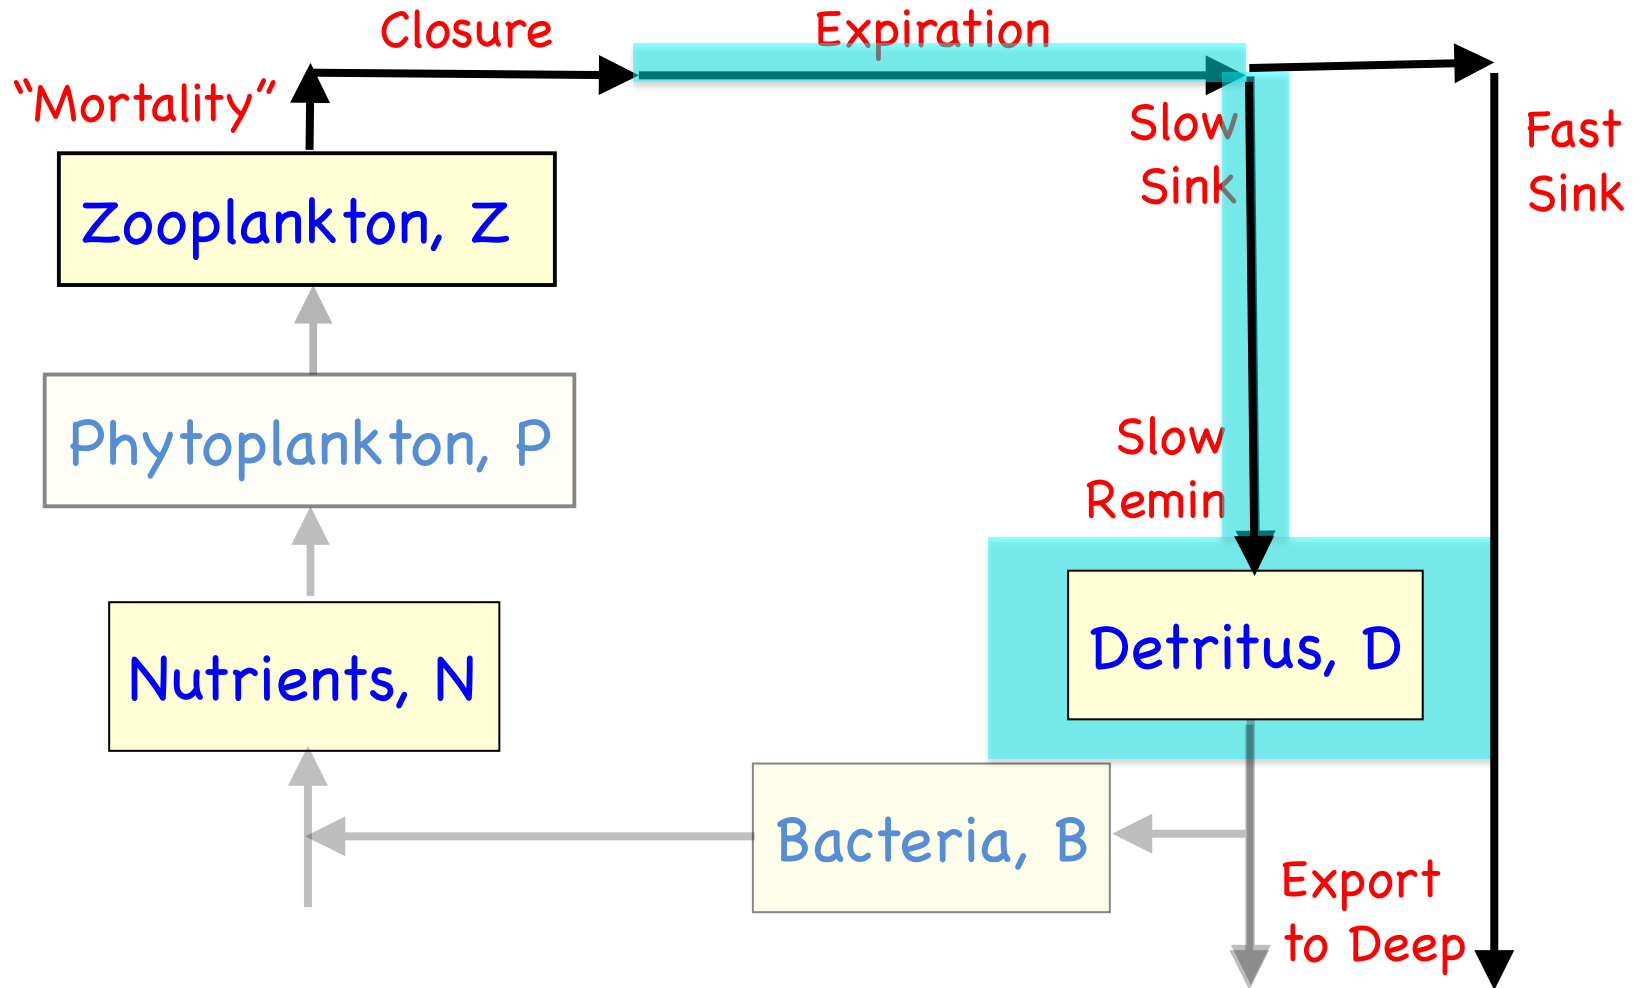 Closure
Expiration
“Mortality”
Slow
Sink
Fast
Sink
Zooplankton, Z
Phytoplankton, P
Slow
Remin
Nutrients, N
Detritus, D
Bacteria, B
Export
to Deep